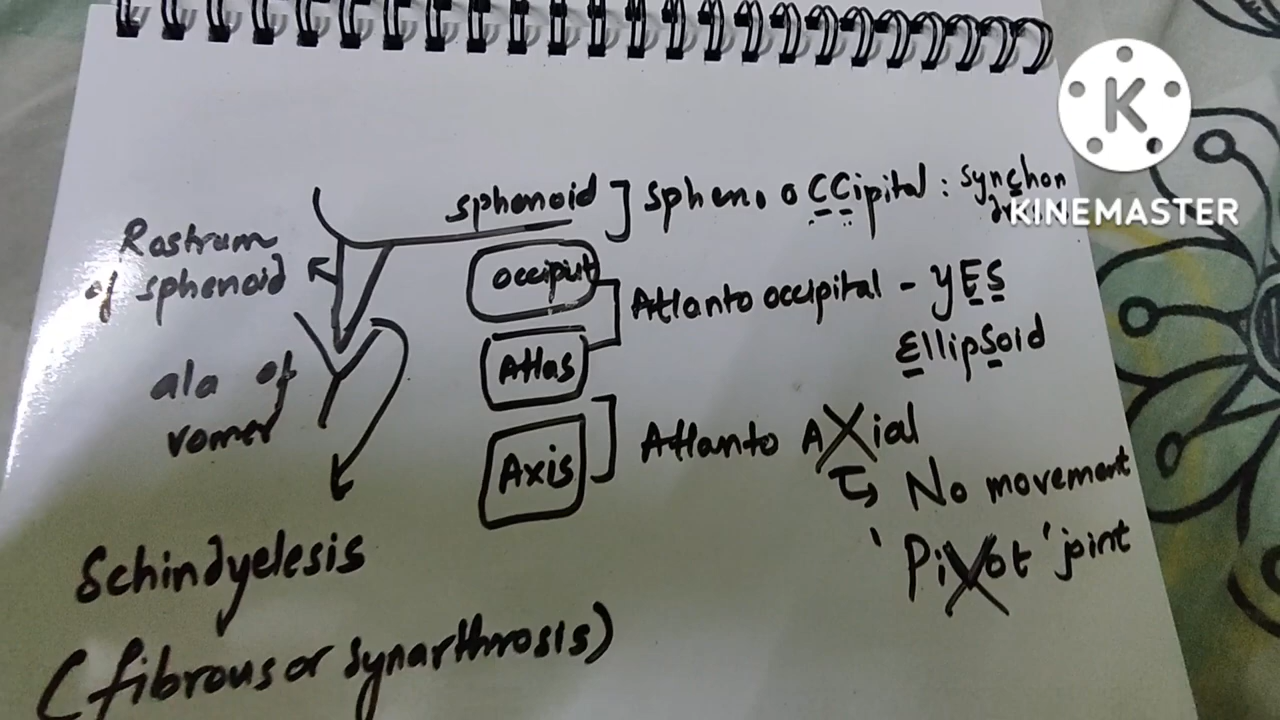 sphenoid
Spheno oCCipital : Synchon
KINEMASTER
K
Rostrum
of sphenoid
occiput
Atlanto occipital - YES
EllipSoid
Atlas
ala of
vomer
Axis
Atlanto AXial
No movement
'Pivot' joint
Schindyelesis
(fibrous or synarthrosis)